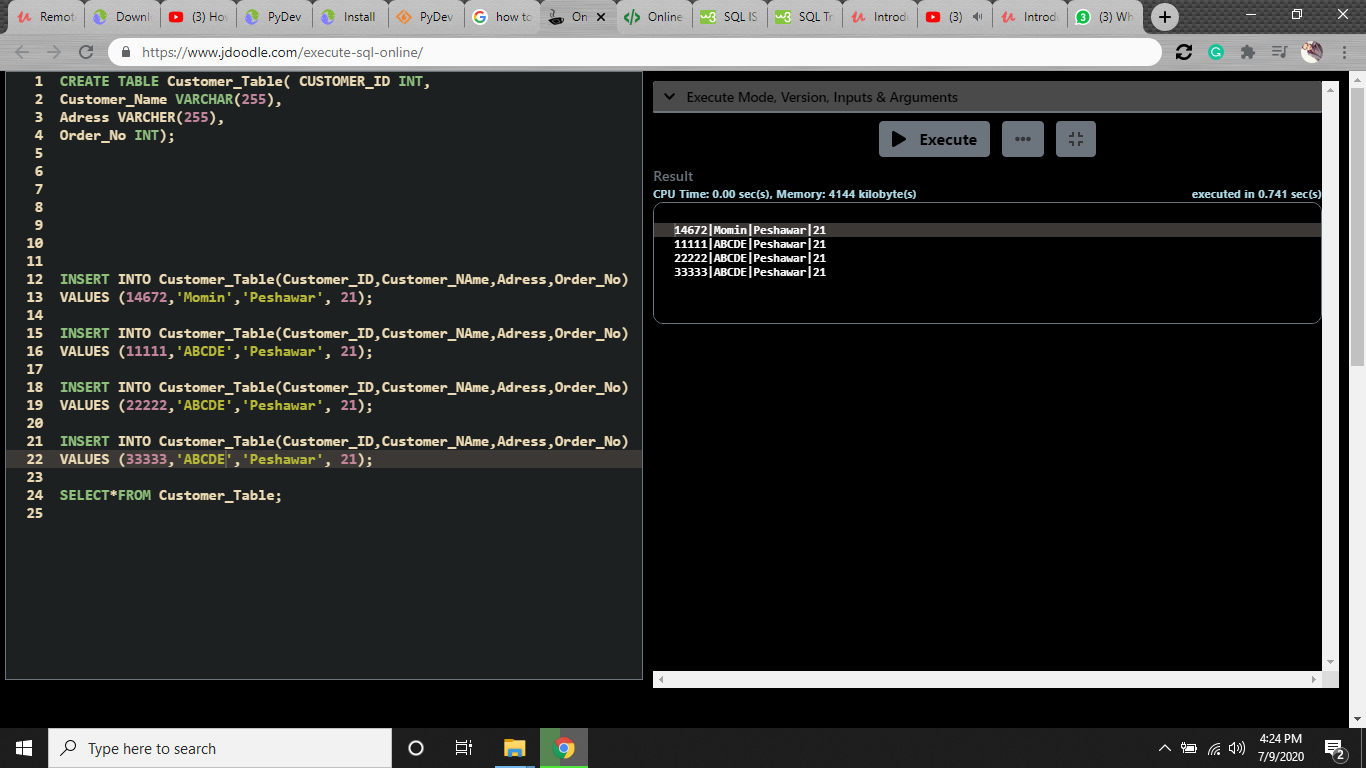 Remot
Downl
(3) Ho
PyDev
Install
PyDev
how to
On
Online
SQL IS
SQL Tr
Introd
(3)
Introd
(3) Wh
https://www.jdoodle.com/execute-sql-online/
1 CREATE TABLE Customer_Table( CUSTOMER_ID INT,
2 Customer_Name VARCHAR(255),
3 Adress VARCHER(255),
4 Order_No INT);
5
6
7
8
9
10
11
12 INSERT INTO Customer_Table(Customer_ID,Customer_NAme,Adress,Order_No)
13 VALUES (14672,'Momin','Peshawar', 21);
14
15 INSERT INTO Customer_Table(Customer_ID,Customer_NAme,Adress,Order_No)
16 VALUES (11111,'ABCDE','Peshawar', 21);
17
18 INSERT INTO Customer_Table(Customer_ID,Customer_NAme,Adress,Order_No)
19 VALUES (22222,'ABCDE','Peshawar', 21);
20
21 INSERT INTO Customer_Table(Customer_ID,Customer_NAme,Adress,Order_No)
22 VALUES (33333,'ABCDE','Peshawar', 21);
23
24 SELECT*FROM Customer_Table;
25
Execute Mode, Version, Inputs & Arguments
Execute
Result
CPU Time: 0.00 sec(s), Memory: 4144 kilobyte(s)
executed in 0.741 sec(s)
14672|Momin|Peshawar|21
11111|ABCDE|Peshawar|21
22222|ABCDE|Peshawar|21
33333|ABCDE|Peshawar|21
Type here to search
4:24 PM
7/9/2020
2